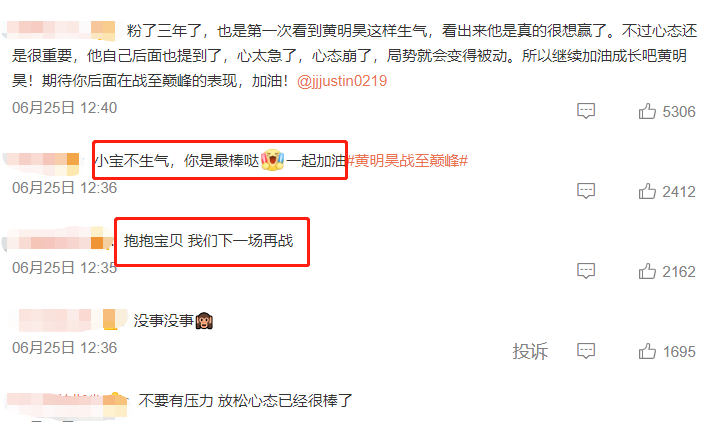 粉了三年了，也是第一次看到黄明昊这样生气，看出来他是真的很想赢了。不过心态还
是很重要，他自己后面也提到了，心太急了，心态崩了，局势就会变得被动。所以继续加油成长吧黄明
昊！期待你后面在战至巅峰的表现，加油！@jjjustin0219
06月25日 12:40
5306
小宝不生气，你是最棒哒 一起加油#黄明昊战至巅峰#
06月25日 12:36
2412
抱抱宝贝 我们下一场再战
06月25日 12:35
2162
没事没事
06月25日 12:36
投诉
1695
不要有压力 放松心态已经很棒了